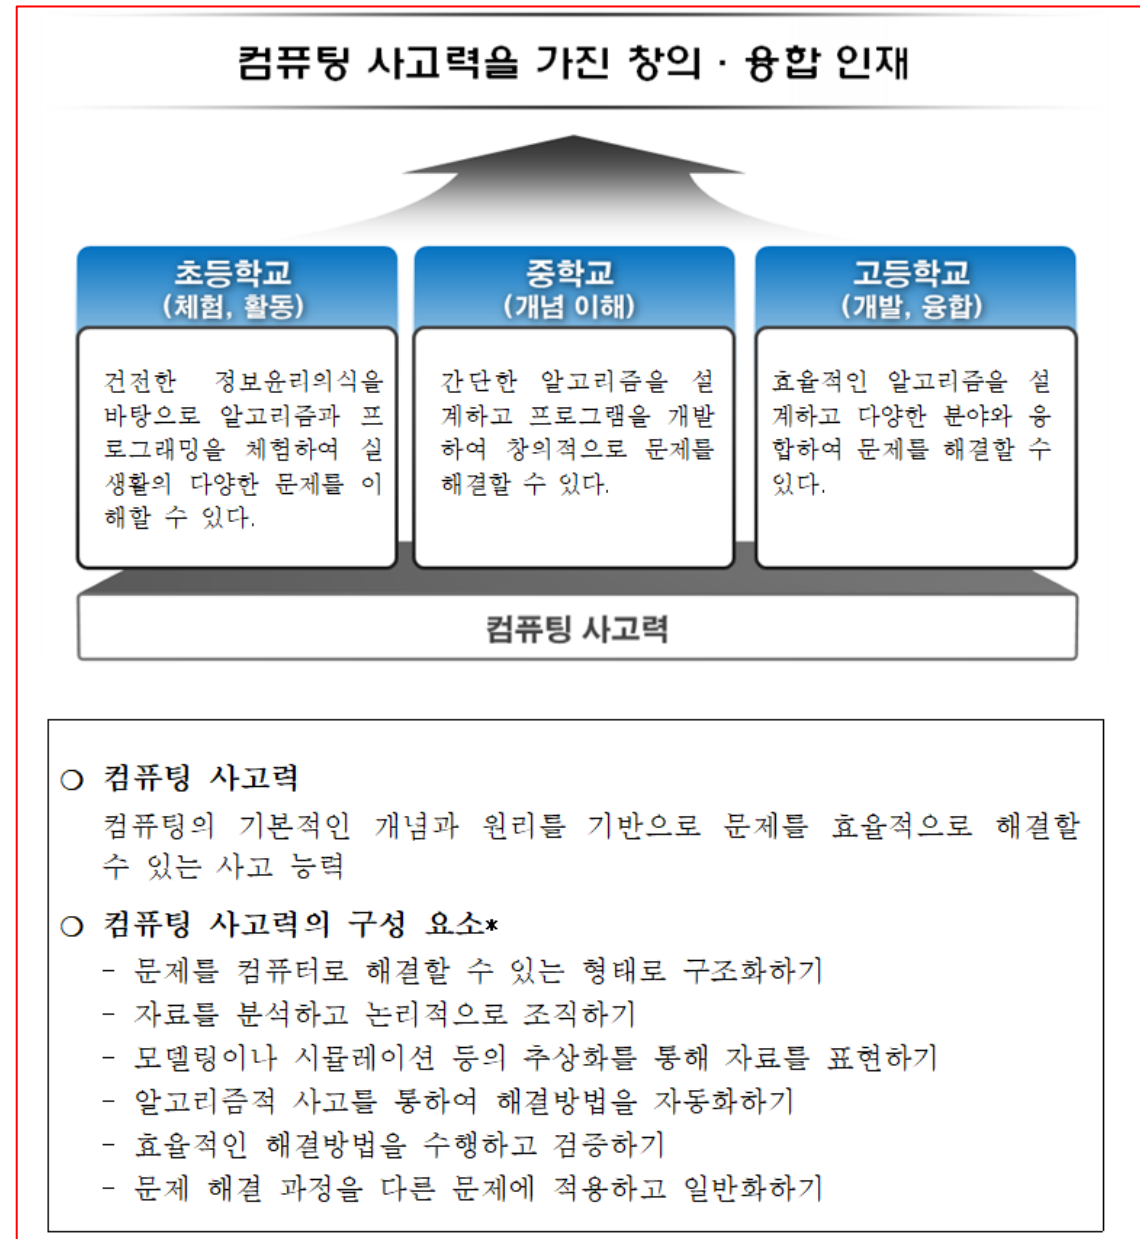 컴퓨팅 사고력을 가진 창의 · 융합 인재
초등학교
(체험, 활동)
건전한 정보윤리의식을
바탕으로 알고리즘과 프
로그래밍을 체험하여 실
생활의 다양한 문제를 이
해할 수 있다.
중학교
(개념 이해)
간단한 알고리즘을 설
계하고 프로그램을 개발
하여 창의적으로 문제를
해결할 수 있다.
고등학교
(개발, 융합)
효율적인 알고리즘을 설
계하고 다양한 분야와 융
합하여 문제를 해결할 수
있다.
컴퓨팅 사고력
○ 컴퓨팅 사고력
컴퓨팅의 기본적인 개념과 원리를 기반으로 문제를 효율적으로 해결할
수 있는 사고 능력
○ 컴퓨팅 사고력의 구성 요소*
- 문제를 컴퓨터로 해결할 수 있는 형태로 구조화하기
- 자료를 분석하고 논리적으로 조직하기
- 모델링이나 시뮬레이션 등의 추상화를 통해 자료를 표현하기
- 알고리즘적 사고를 통하여 해결방법을 자동화하기
- 효율적인 해결방법을 수행하고 검증하기
- 문제 해결 과정을 다른 문제에 적용하고 일반화하기